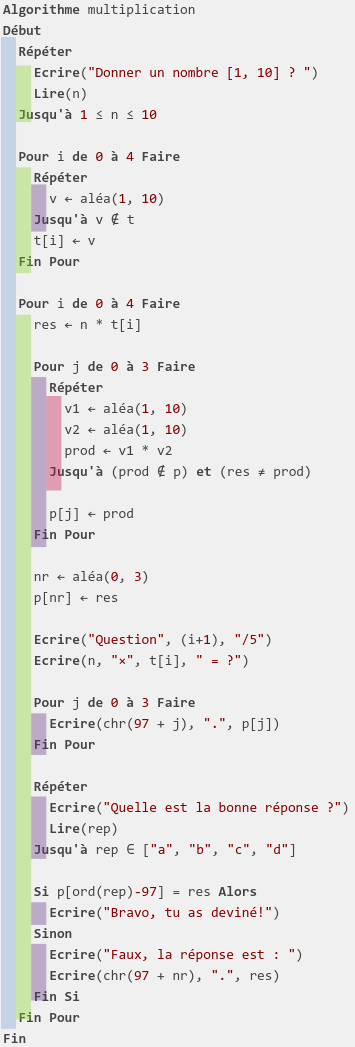 Algorithme multiplication
Début
Répéter
Ecrire("Donner un nombre [1, 10] ? ")
Lire(n)
Jusqu'à 1 ≤ n ≤ 10
Pour i de 0 à 4 Faire
Répéter
v ← aléa(1, 10)
Jusqu'à v ∉ t
t[i] ← v
Fin Pour
Pour i de 0 à 4 Faire
res ← n * t[i]
Pour j de 0 à 3 Faire
Répéter
v1 ← aléa(1, 10)
v2 ← aléa(1, 10)
prod ← v1 * v2
Jusqu'à (prod ∉ p) et (res ≠ prod)
p[j] ← prod
Fin Pour
nr ← aléa(0, 3)
p[nr] ← res
Ecrire("Question", (i+1), "/5")
Ecrire(n, "×", t[i], " = ?")
Pour j de 0 à 3 Faire
Ecrire(chr(97 + j), ".", p[j])
Fin Pour
Répéter
Ecrire("Quelle est la bonne réponse ?")
Lire(rep)
Jusqu'à rep ∈ ["a", "b", "c", "d"]
Si p[ord(rep)-97] = res Alors
Ecrire("Bravo, tu as deviné!")
Sinon
Ecrire("Faux, la réponse est : ")
Ecrire(chr(97 + nr), ".", res)
Fin Si
Fin Pour
Fin